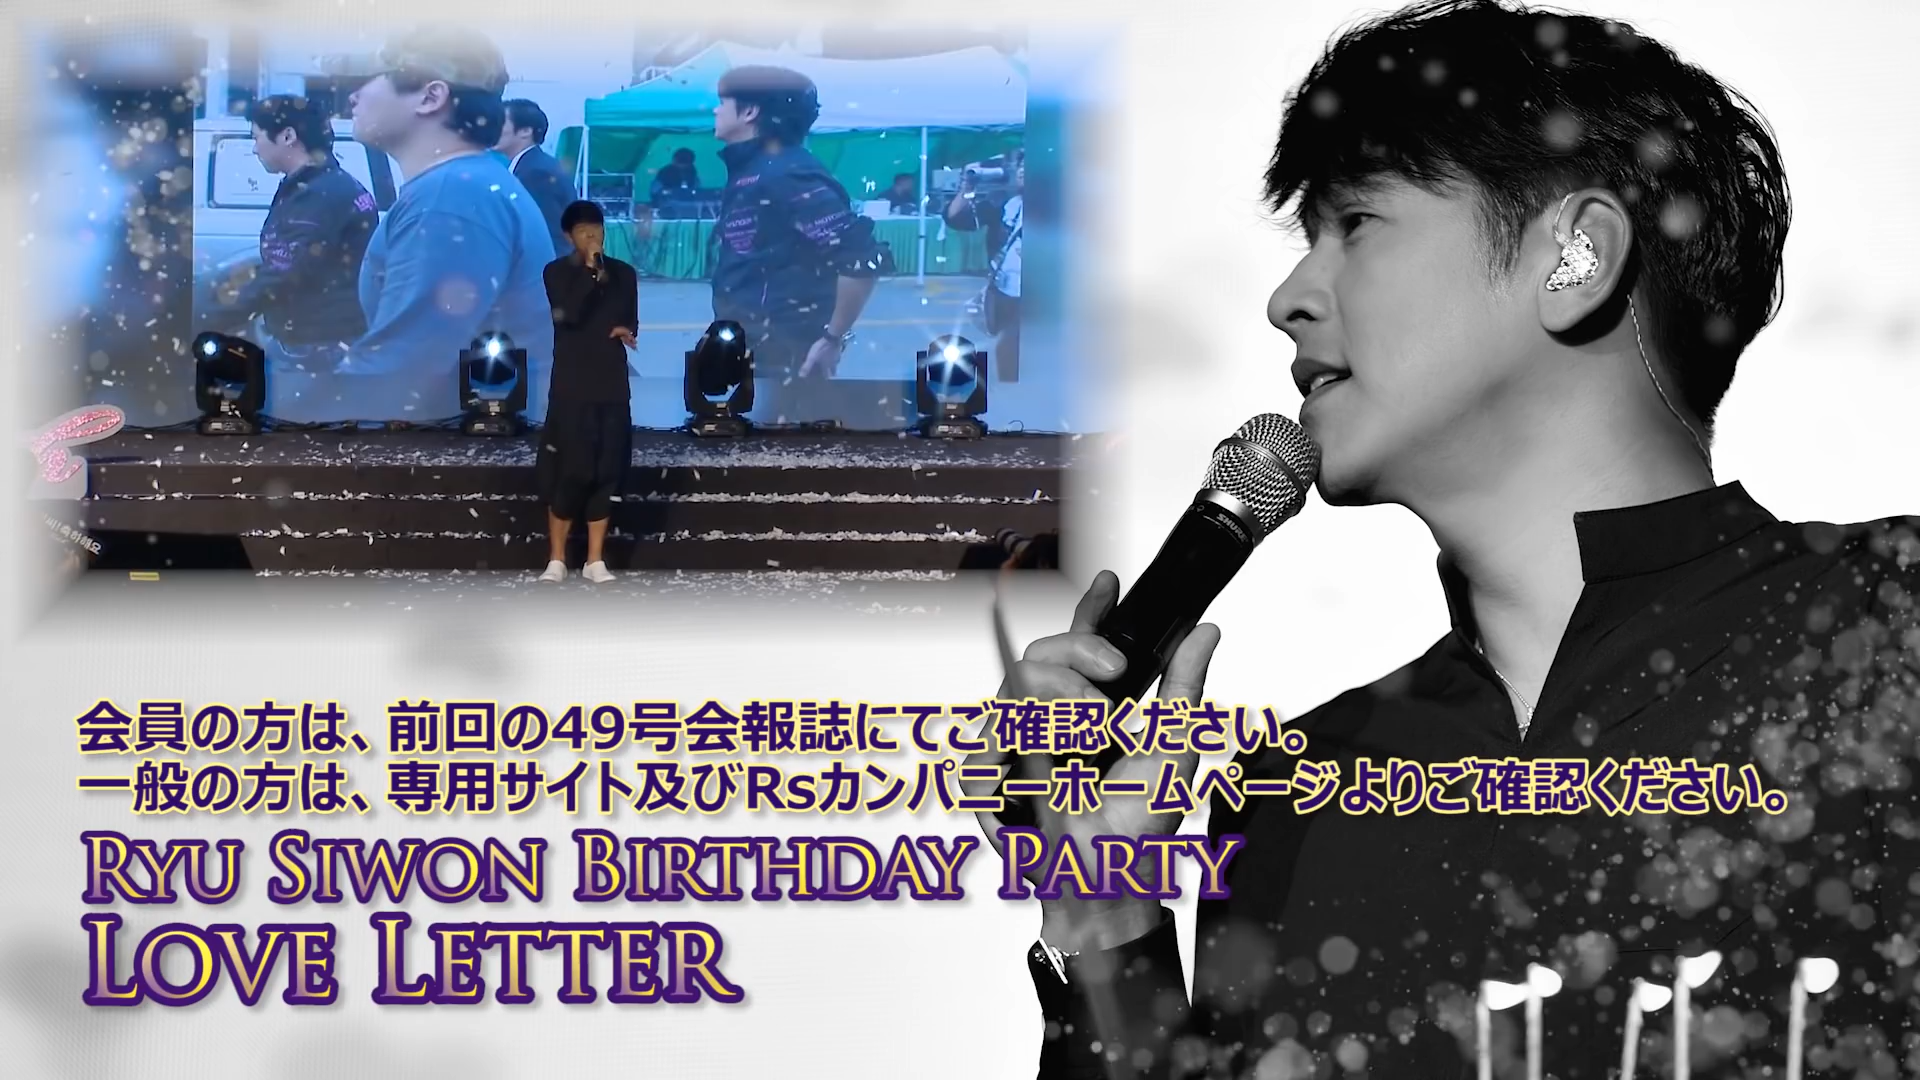 会員の方は、前回の49号会報誌にてご確認ください。
一般の方は、専用サイト及びRsカンパニーホームページよりご確認ください。
RYU SIWON BIRTHDAY PARTY
LOVE LETTER